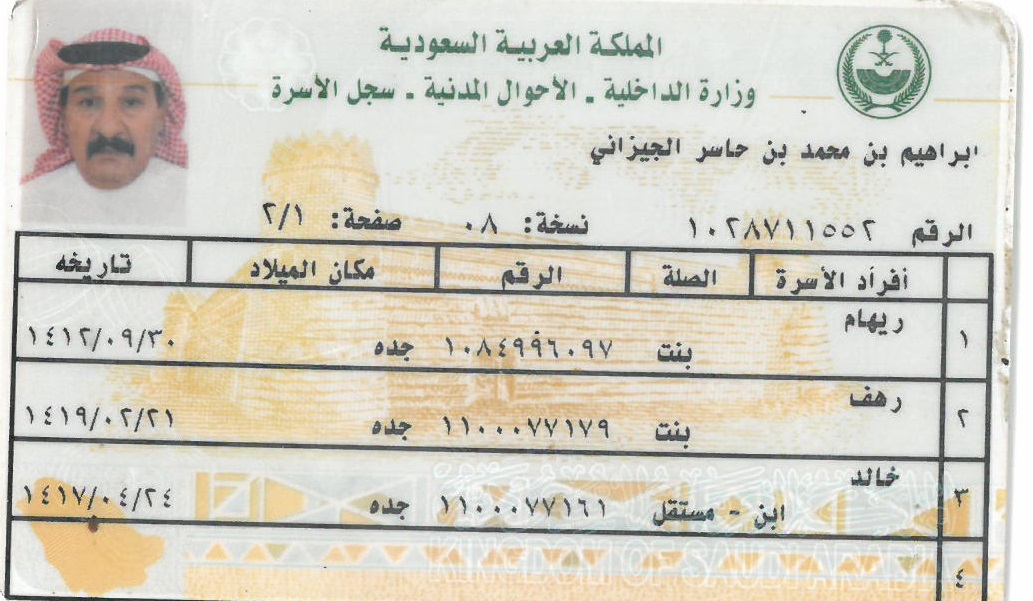 المملكة العربية السعودية
وزارة الداخلية - الأحوال المدنية - سجل الأسرة
ابراهيم بن محمد بن حاسر الجيزاني
الرقم ١٠٢٨٧١١٥٥٢ نسخة: ٠٨ صفحة: ٢/١
أفراد الأسرة الصلة الرقم مكان الميلاد تاريخه
١ ريهام بنت ١٠٨٤٩٩٦٠٩٧ جده ١٤١٢/٠٩/٣٠
٢ رهف بنت ١١٠٠٠٧٧١٧٩ جده ١٤١٩/٠٢/٢١
٣ خالد ابن - مستقل ١١٠٠٠٧٧١٦١ جده ١٤١٧/٠٤/٢٤
٤
KINGDOM OF SAUDI ARABI